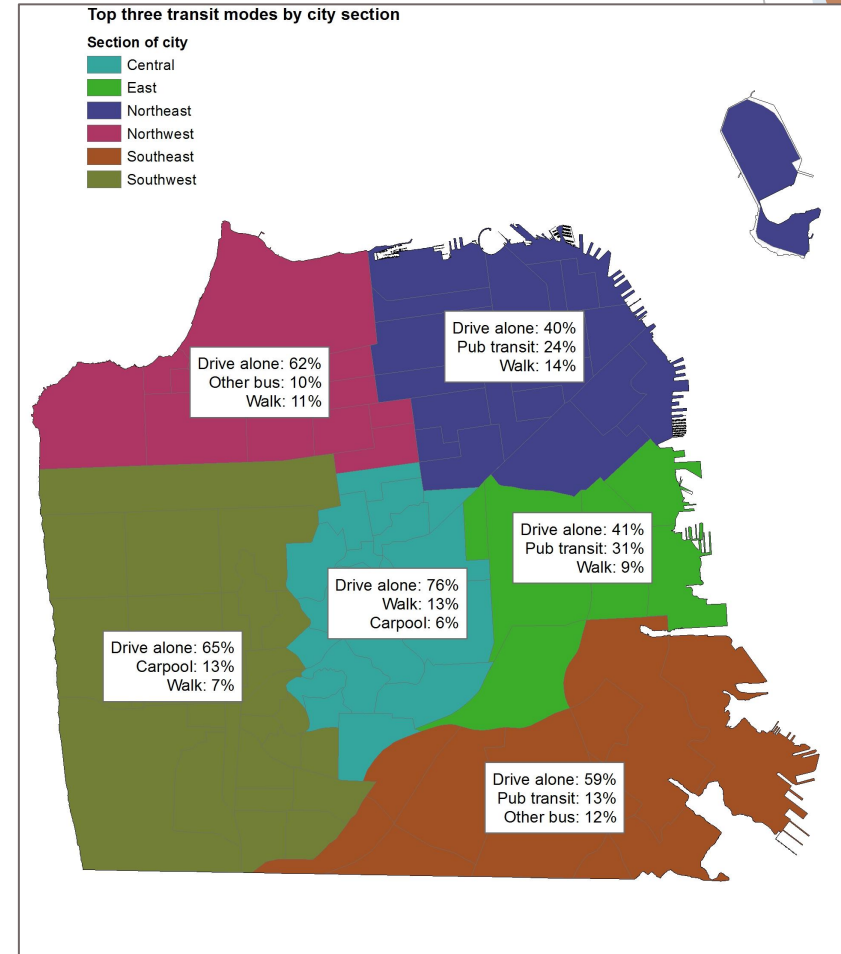 Top three transit modes by city section
Section of city
Central
East
Northeast
Northwest
Southeast
Southwest
Drive alone: 40%
Pub transit: 24%
Walk: 14%
Drive alone: 62%
Other bus: 10%
Walk: 11%
Drive alone: 41%
Pub transit: 31%
Walk: 9%
Drive alone: 76%
Walk: 13%
Carpool: 6%
Drive alone: 65%
Carpool: 13%
Walk: 7%
Drive alone: 59%
Pub transit: 13%
Other bus: 12%